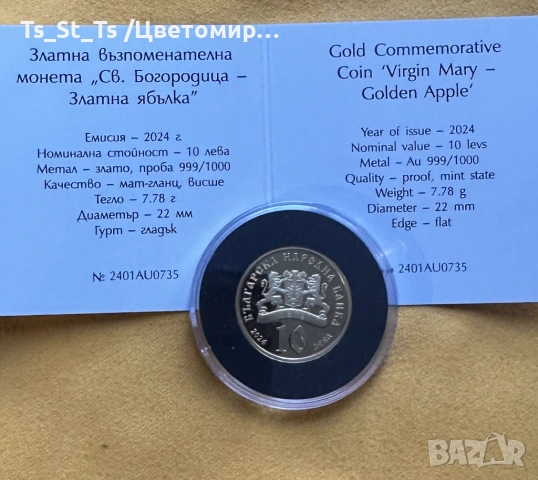 Ts_St_Ts /Цветомир...
Златна възпоменателна
монета „Св. Богородица –
Златна ябълка”
Емисия – 2024 г.
Номинална стойност – 10 лева
Метал – злато, проба 999/1000
Качество – мат-гланц, висше
Тегло – 7.78 г
Диаметър – 22 мм
Гурт – гладък
№ 2401AU0735
Gold Commemorative
Coin ‘Virgin Mary –
Golden Apple’
Year of issue – 2024
Nominal value – 10 levs
Metal – Au 999/1000
Quality – proof, mint state
Weight – 7.78 g
Diameter – 22 mm
Edge – flat
№ 2401AU0735
БЪЛГАРСКА НАРОДНА БАНКА
2024 10 ЛЕВА
BAZAR